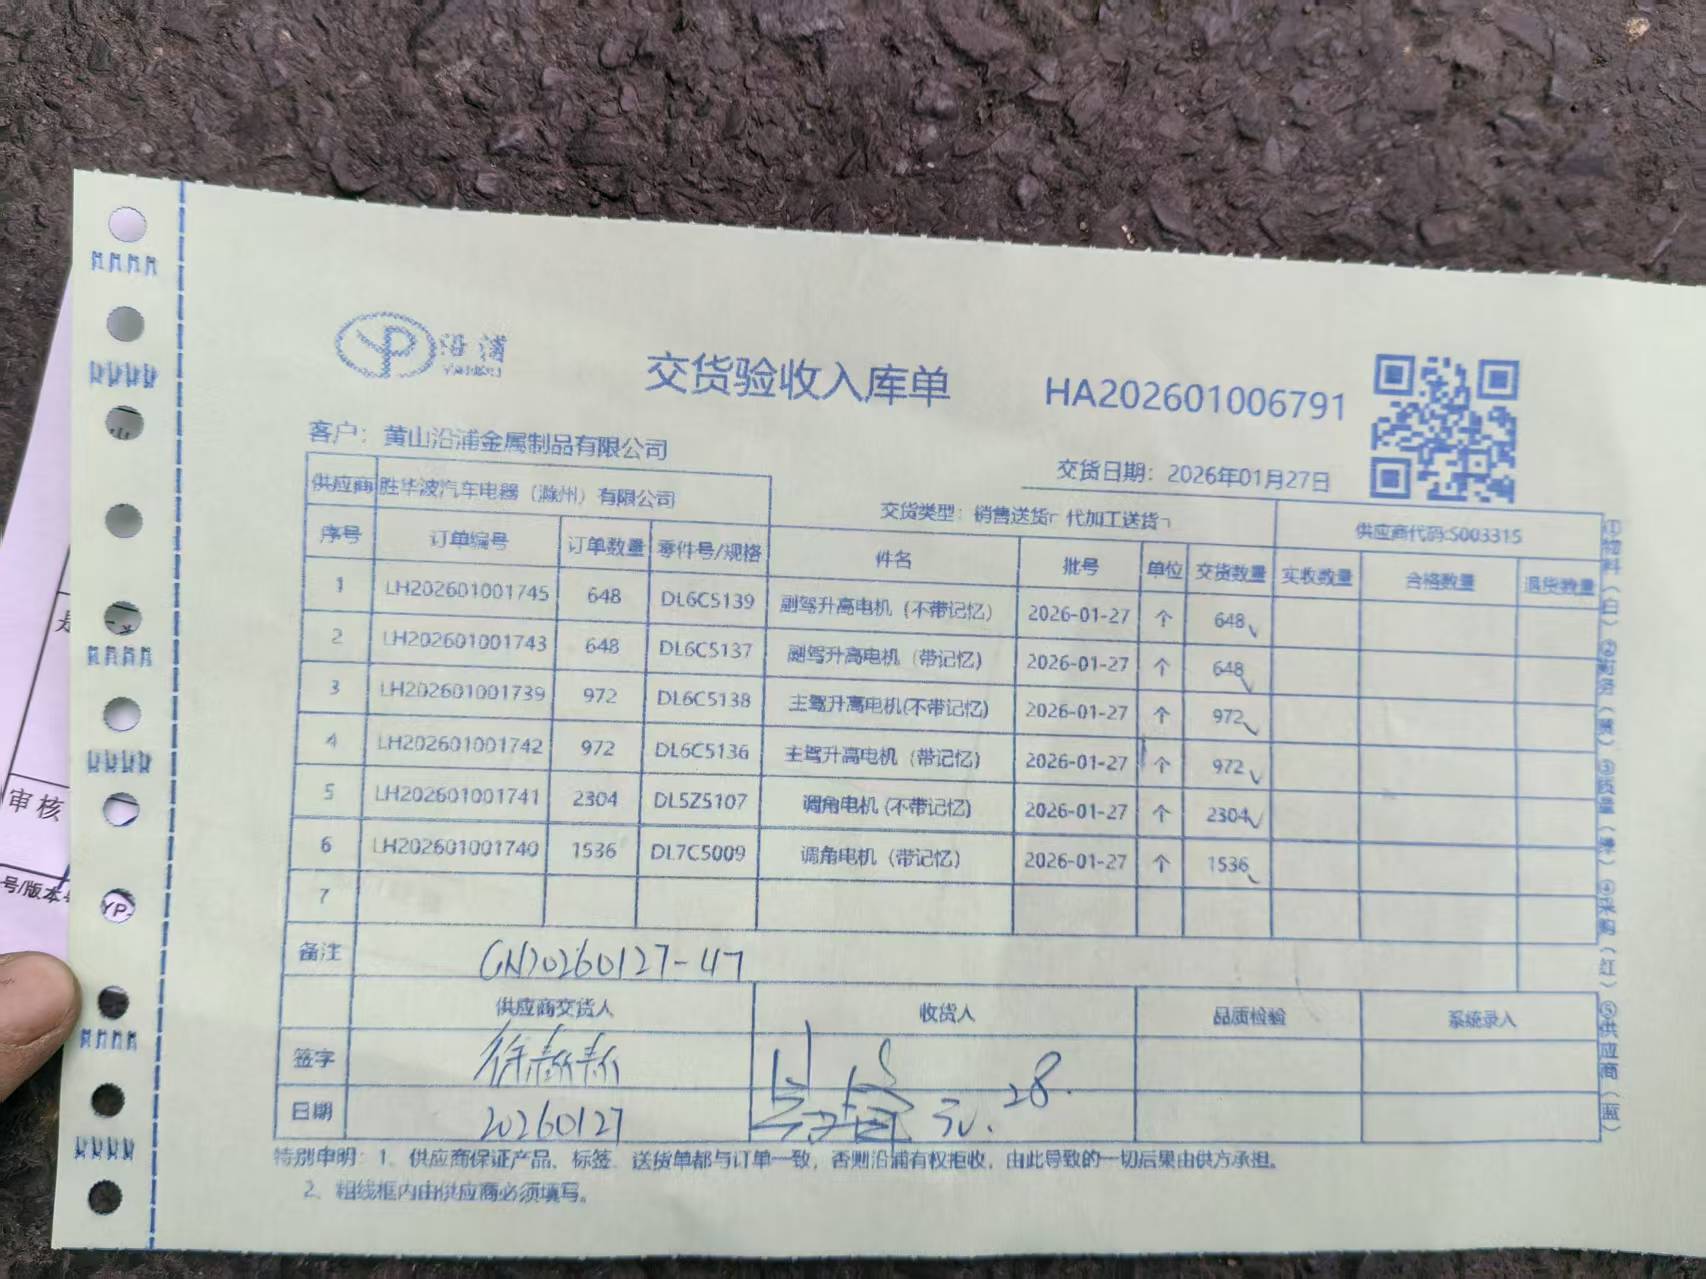 沿浦
YANPU
交货验收入库单
HA202601006791
客户：黄山沿浦金属制品有限公司
交货日期：2026年01月27日
供应商 胜华波汽车电器（滁州）有限公司
交货类型：销售送货 代加工送货
供应商代码:S003315
序号 订单编号 订单数量 零件号/规格 件名 批号 单位 交货数量 实收数量 合格数量 退货数量
1 LH202601001745 648 DL6C5139 副驾升高电机（不带记忆） 2026-01-27 个 648
2 LH202601001743 648 DL6C5137 副驾升高电机（带记忆） 2026-01-27 个 648
3 LH202601001739 972 DL6C5138 主驾升高电机(不带记忆) 2026-01-27 个 972
4 LH202601001742 972 DL6C5136 主驾升高电机（带记忆） 2026-01-27 个 972
5 LH202601001741 2304 DL5Z5107 调角电机(不带记忆) 2026-01-27 个 2304
6 LH202601001740 1536 DL7C5009 调角电机（带记忆） 2026-01-27 个 1536
7
备注 GN20260127-47
供应商交货人 收货人 品质检验 系统录入
签字
28.
日期 20260127
特别申明：1、供应商保证产品、标签、送货单都与订单一致，否则沿浦有权拒收，由此导致的一切后果由供方承担。
2、粗线框内由供应商必须填写。
①物料（白）②财务（黄）③质量（绿）④采购（红）⑤供应商（蓝）
审核
号/版本
YP.